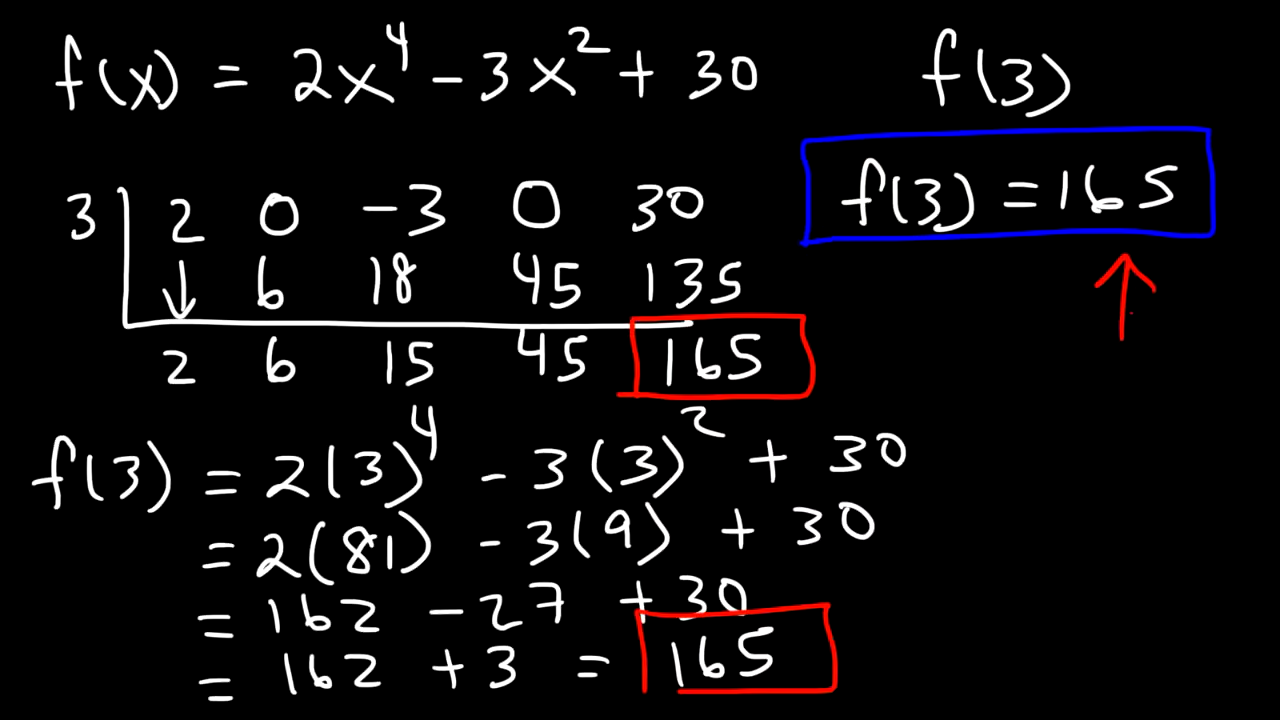 f(x) = 2x⁴ - 3x² + 30
f(3)
f(3) = 165
3 | 2 0 -3 0 30
↓ 6 18 45 135
2 6 15 45 165
f(3) = 2(3)⁴ - 3(3)² + 30
= 2(81) - 3(9) + 30
= 162 - 27 + 30
= 162 + 3 = 165